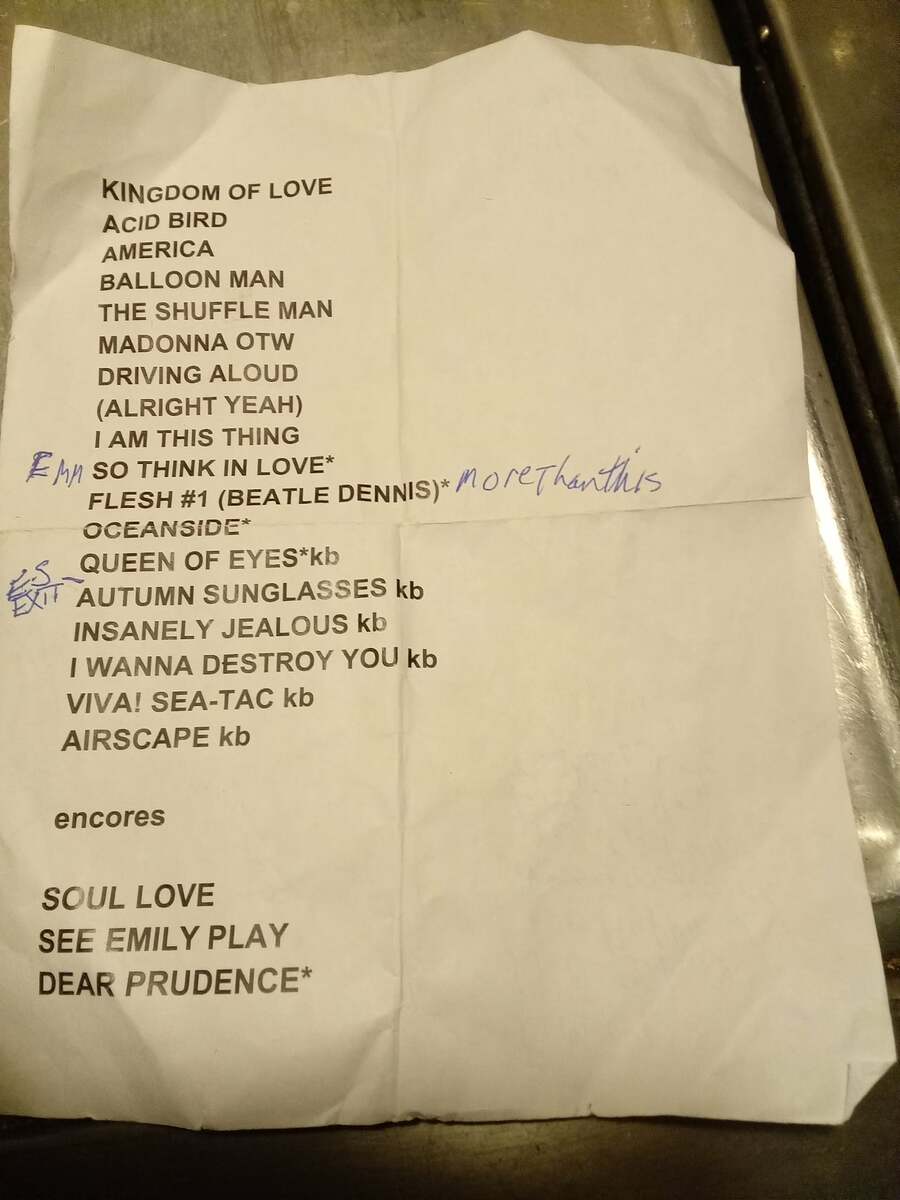 KINGDOM OF LOVE
ACID BIRD
AMERICA
BALLOON MAN
THE SHUFFLE MAN
MADONNA OTW
DRIVING ALOUD
(ALRIGHT YEAH)
I AM THIS THING
EMA SO THINK IN LOVE*
FLESH #1 (BEATLE DENNIS)* more Than this
OCEANSIDE*
QUEEN OF EYES*kb
ES EXIT – AUTUMN SUNGLASSES kb
INSANELY JEALOUS kb
I WANNA DESTROY YOU kb
VIVA! SEA-TAC kb
AIRSCAPE kb
encores
SOUL LOVE
SEE EMILY PLAY
DEAR PRUDENCE*